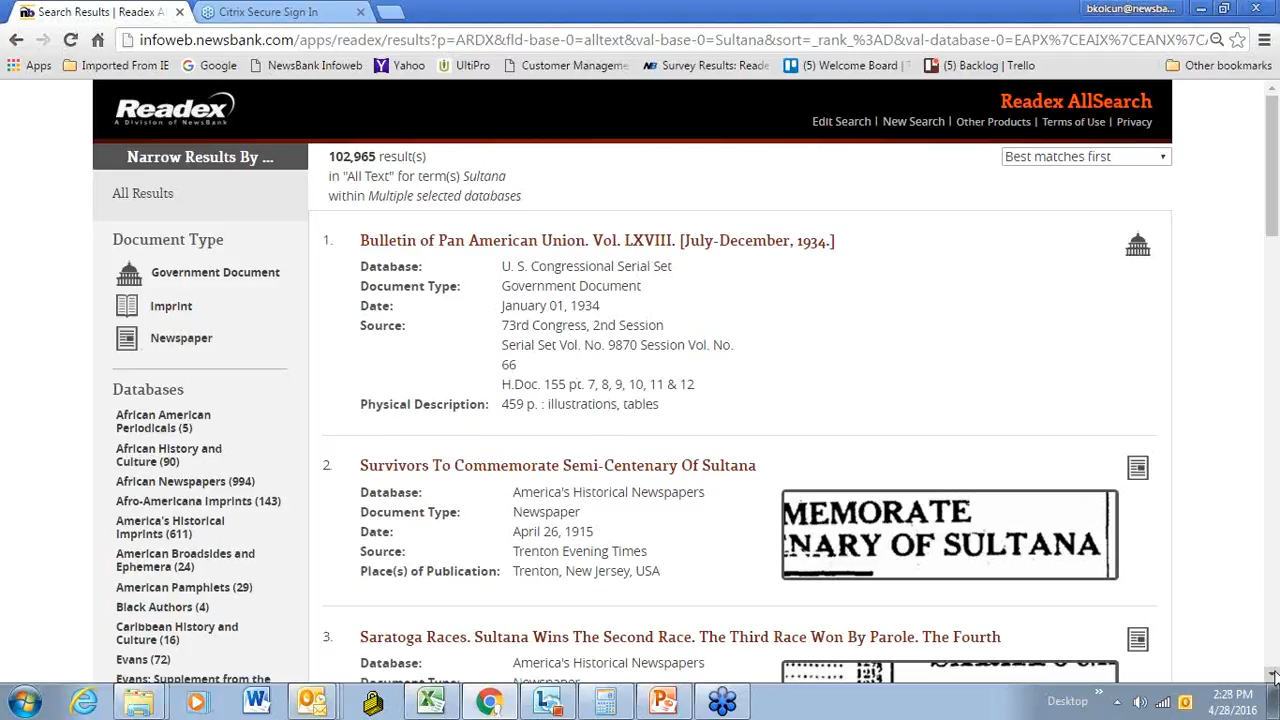 Search Results | Readex A
Citrix Secure Sign In
bkolcun@newsba...
infoweb.newsbank.com/apps/readex/results?p=ARDX&fld-base-0=alltext&val-base-0=Sultana&sort=_rank_%3AD&val-database-0=EAPX%7CEAIX%7CEANX%7C/
Apps
Imported From IE
Google
NewsBank Infoweb
Yahoo
UltiPro
Customer Manageme
Survey Results: Reade
(5) Welcome Board |
(5) Backlog | Trello
Other bookmarks
Readex
A Division of NewsBank
Readex AllSearch
Edit Search | New Search | Other Products | Terms of Use | Privacy
Narrow Results By ...
All Results
Document Type
Government Document
Imprint
Newspaper
Databases
African American
Periodicals (5)
African History and
Culture (90)
African Newspapers (994)
Afro-Americana Imprints (143)
America's Historical
Imprints (611)
American Broadsides and
Ephemera (24)
American Pamphlets (29)
Black Authors (4)
Caribbean History and
Culture (16)
Evans (72)
Evans: Supplement from the
102,965 result(s)
in "All Text" for term(s) Sultana
within Multiple selected databases
Best matches first
1. Bulletin of Pan American Union. Vol. LXVIII. [July-December, 1934.]
Database: U. S. Congressional Serial Set
Document Type: Government Document
Date: January 01, 1934
Source: 73rd Congress, 2nd Session
Serial Set Vol. No. 9870 Session Vol. No.
66
H.Doc. 155 pt. 7, 8, 9, 10, 11 & 12
Physical Description: 459 p. : illustrations, tables
2. Survivors To Commemorate Semi-Centenary Of Sultana
Database: America's Historical Newspapers
Document Type: Newspaper
Date: April 26, 1915
Source: Trenton Evening Times
Place(s) of Publication: Trenton, New Jersey, USA
MEMORATE
NARY OF SULTANA
3. Saratoga Races. Sultana Wins The Second Race. The Third Race Won By Parole. The Fourth
Database: America's Historical Newspapers
Desktop
2:28 PM
4/28/2016